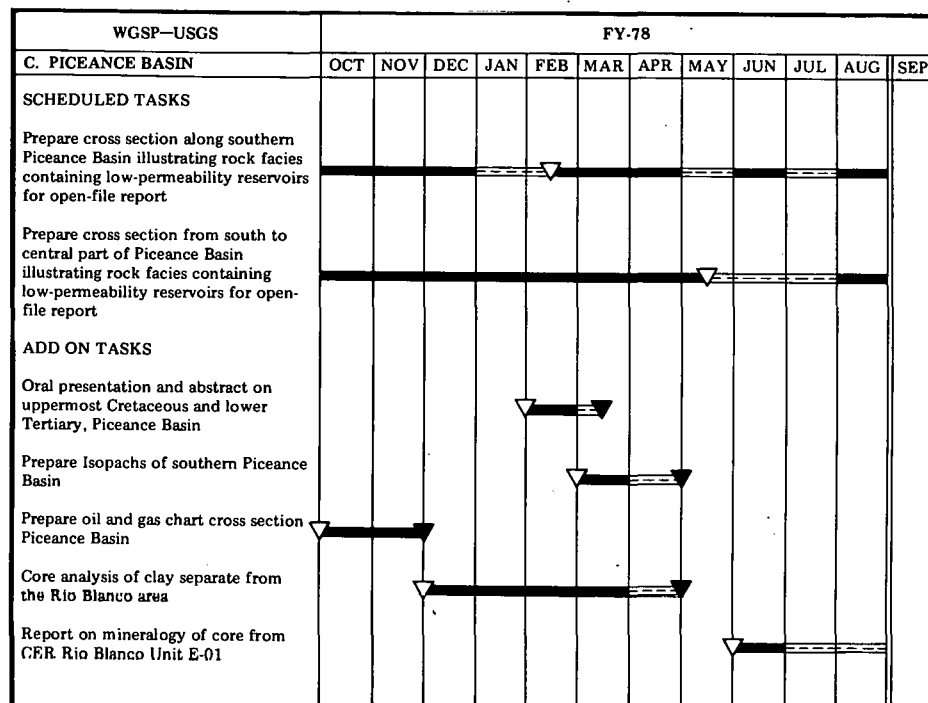 WGSP—USGS
FY-78
C. PICEANCE BASIN
OCT NOV DEC JAN FEB MAR APR MAY JUN JUL AUG SEP
SCHEDULED TASKS
Prepare cross section along southern
Piceance Basin illustrating rock facies
containing low-permeability reservoirs
for open-file report
Prepare cross section from south to
central part of Piceance Basin
illustrating rock facies containing
low-permeability reservoirs for open-
file report
ADD ON TASKS
Oral presentation and abstract on
uppermost Cretaceous and lower
Tertiary, Piceance Basin
Prepare Isopachs of southern Piceance
Basin
Prepare oil and gas chart cross section
Piceance Basin
Core analysis of clay separate from
the Rio Blanco area
Report on mineralogy of core from
CER Rio Blanco Unit E-01